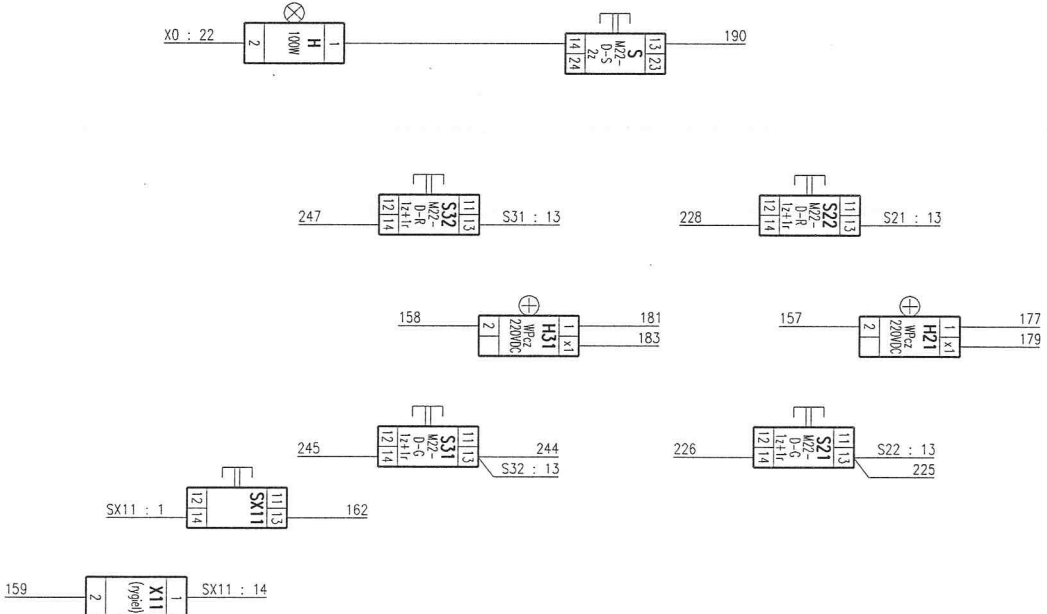 X0 : 22
2
H
100W
1
14
24
S
M22-
D-S
2z
13
23
190
247
12
14
S32
M22-
D-R
1z+1r
11
13
S31 : 13
228
12
14
S22
M22-
D-R
1z+1r
11
13
S21 : 13
158
2
H31
WPcz
220VDC
1
x1
181
183
157
2
H21
WPcz
220VDC
1
x1
177
179
245
12
14
S31
M22-
D-G
1z+1r
11
13
244
S32 : 13
226
12
14
S21
M22-
D-G
1z+1r
11
13
S22 : 13
225
SX11 : 1
12
14
SX11
11
13
162
159
2
X11
(rygiel)
1
SX11 : 14